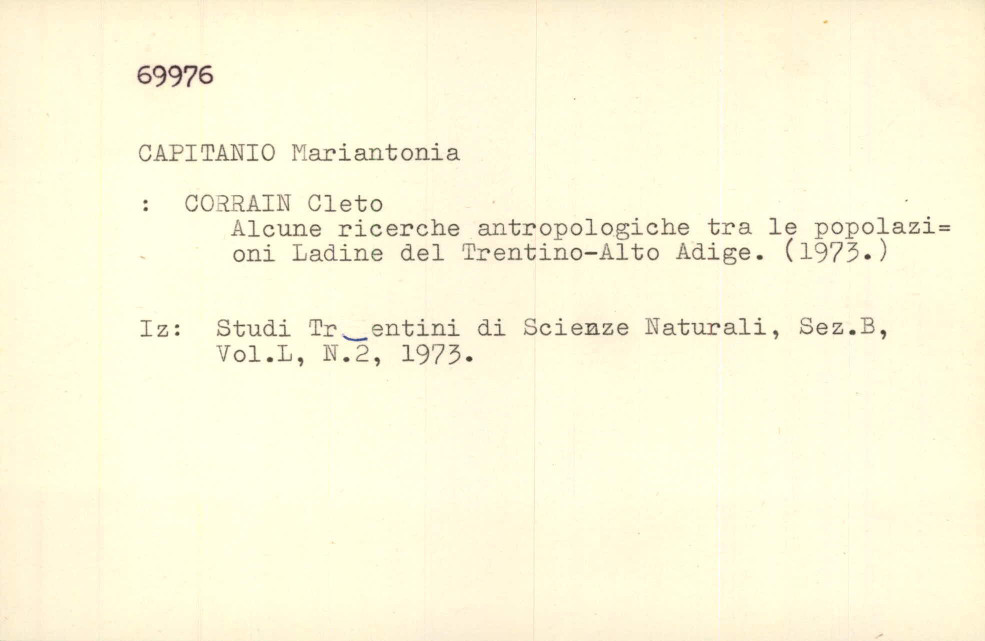 69976
CAPITANIO Mariantonia
: CORRAIN Cleto
Alcune ricerche antropologiche tra le popolazi=
oni Ladine del Trentino-Alto Adige. (1973.)
Iz: Studi Tr entini di Scienze Naturali, Sez.B,
Vol.L, N.2, 1973.